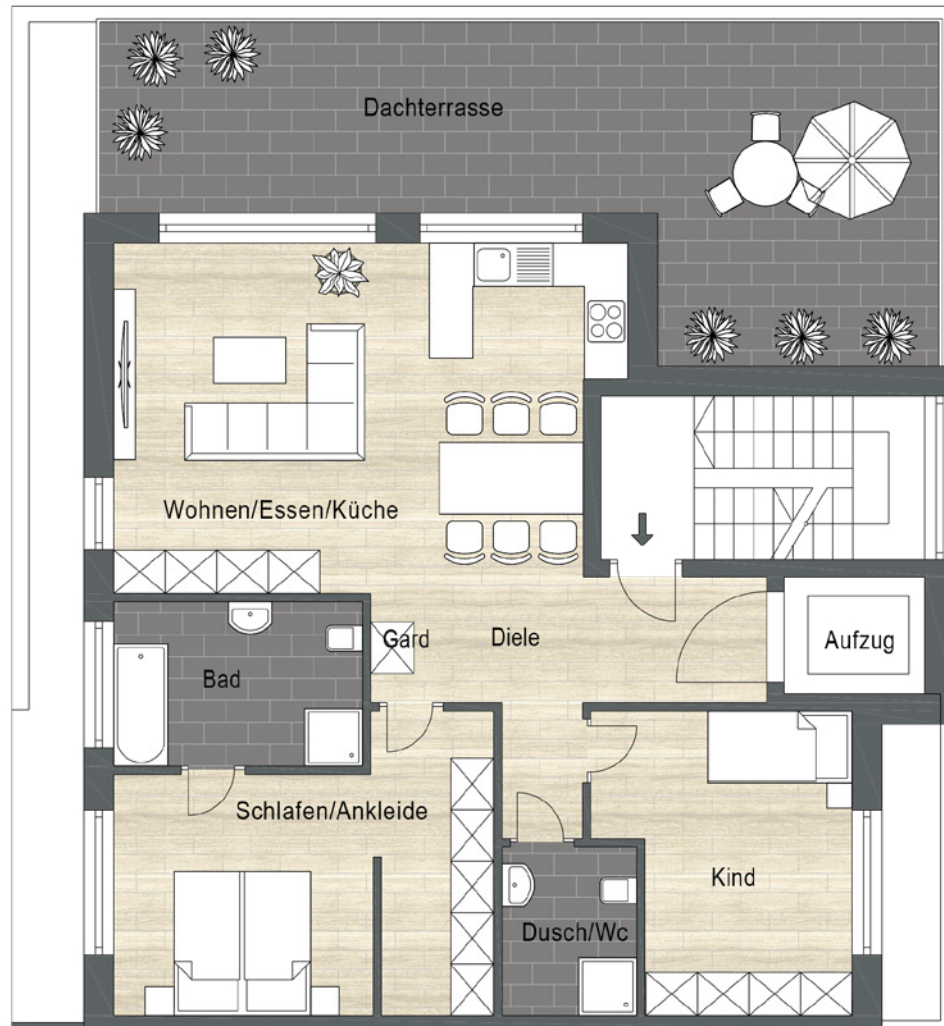 Dachterrasse
Wohnen/Essen/Küche
Gard
Diele
Aufzug
Bad
Schlafen/Ankleide
Kind
Dusch/Wc